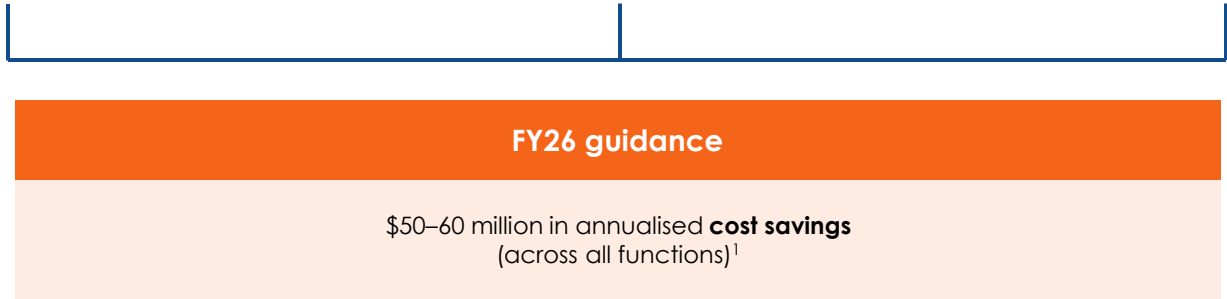 FY26 guidance
$50–60 million in annualised cost savings
(across all functions)¹